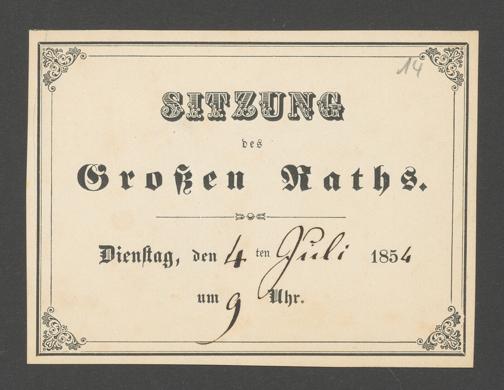 14
SITZUNG
des
Großen Raths.
Dienstag, den 4ten Juli 1854
um 9 Uhr.